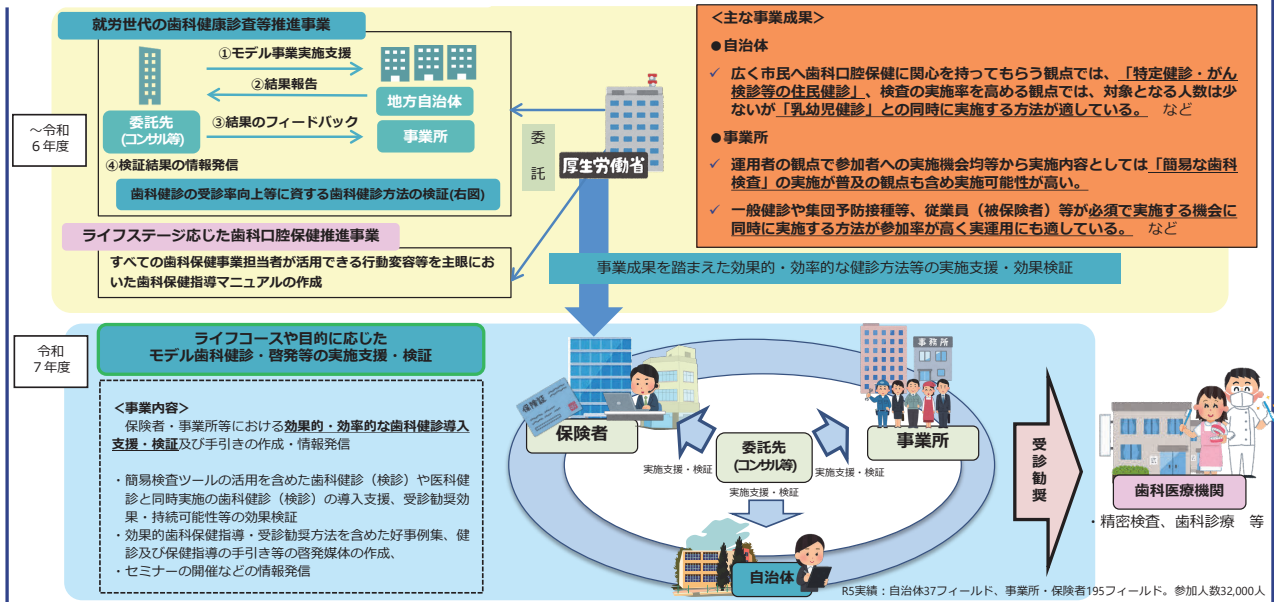 就労世代の歯科健康診査等推進事業
①モデル事業実施支援
②結果報告
地方自治体
委託先
(コンサル等)
③結果のフィードバック
事業所
④検証結果の情報発信
歯科健診の受診率向上等に資する歯科健診方法の検証(右図)
~令和
6年度
委
託
厚生労働省
ライフステージ応じた歯科口腔保健推進事業
すべての歯科保健事業担当者が活用できる行動変容等を主眼にお
いた歯科保健指導マニュアルの作成
<主な事業成果>
●自治体
✓ 広く市民へ歯科口腔保健に関心を持ってもらう観点では、「特定健診・がん
検診等の住民健診」、検査の実施率を高める観点では、対象となる人数は少
ないが「乳幼児健診」との同時に実施する方法が適している。 など
●事業所
✓ 運用者の観点で参加者への実施機会均等から実施内容としては「簡易な歯科
検査」の実施が普及の観点も含め実施可能性が高い。
✓ 一般健診や集団予防接種等、従業員(被保険者)等が必須で実施する機会に
同時に実施する方法が参加率が高く実運用にも適している。 など
事業成果を踏まえた効果的・効率的な健診方法等の実施支援・効果検証
令和
7年度
ライフコースや目的に応じた
モデル歯科健診・啓発等の実施支援・検証
<事業内容>
保険者・事業所等における効果的・効率的な歯科健診導入
支援・検証及び手引きの作成・情報発信
・簡易検査ツールの活用を含めた歯科健診(検診)や医科健
診と同時実施の歯科健診(検診)の導入支援、受診勧奨効
果・持続可能性等の効果検証
・効果的歯科保健指導・受診勧奨方法を含めた好事例集、健
診及び保健指導の手引き等の啓発媒体の作成、
・セミナーの開催などの情報発信
保険証
保険者
事務所
事業所
委託先
(コンサル等)
実施支援・検証
実施支援・検証
実施支援・検証
自治体
受診勧奨
歯科医療機関
・精密検査、歯科診療 等
R5実績:自治体37フィールド、事業所・保険者195フィールド。参加人数32,000人